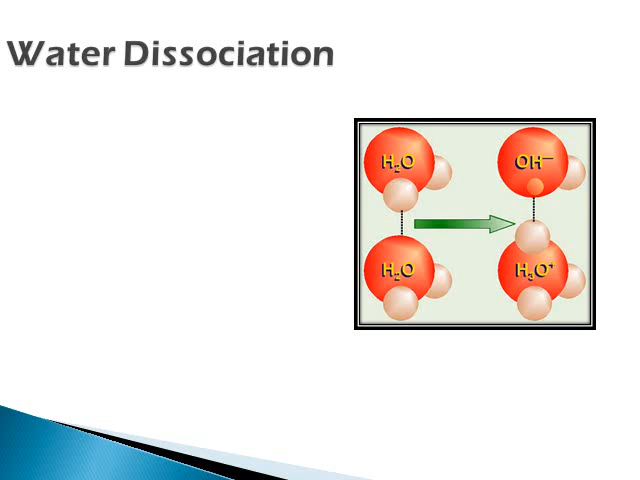 Water Dissociation
H₂O OH⁻
H₂O H₃O⁺